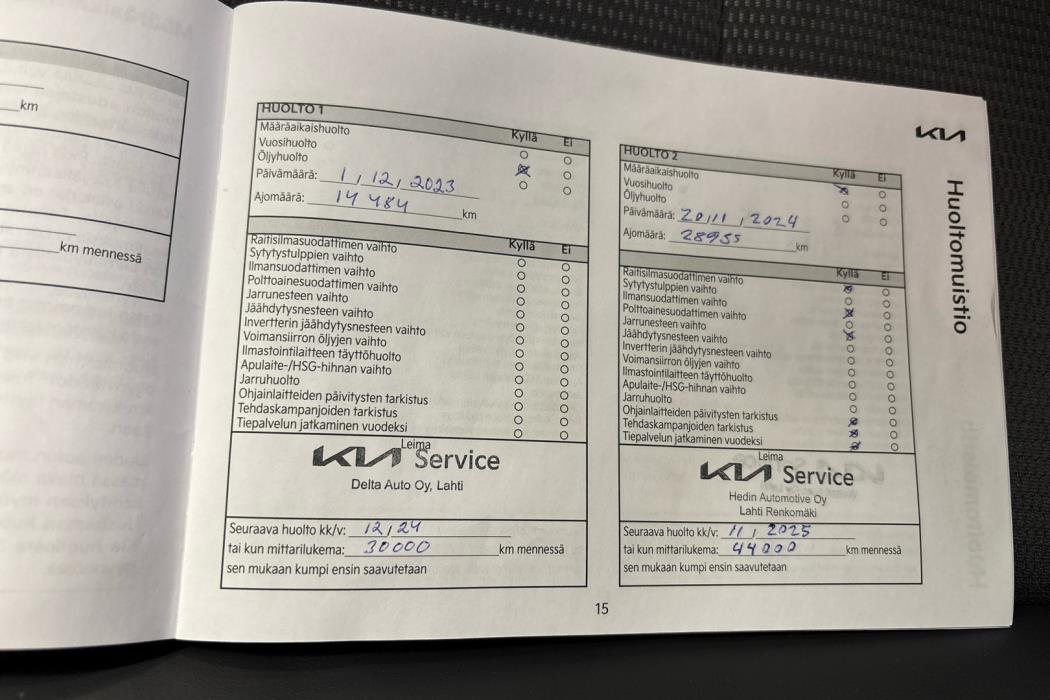 km
km mennessä
HUOLTO 1
Kyllä Ei
Määräaikaishuolto
Vuosihuolto
Öljyhuolto
Päivämäärä: 1, 12, 2023
Ajomäärä: 14 484 km
Kyllä Ei
Raitisilmasuodattimen vaihto
Sytytystulppien vaihto
Ilmansuodattimen vaihto
Polttoainesuodattimen vaihto
Jarrunesteen vaihto
Jäähdytysnesteen vaihto
Invertterin jäähdytysnesteen vaihto
Voimansiirron öljyjen vaihto
Ilmastointilaitteen täyttöhuolto
Apulaite-/HSG-hihnan vaihto
Jarruhuolto
Ohjainlaitteiden päivitysten tarkistus
Tehdaskampanjoiden tarkistus
Tiepalvelun jatkaminen vuodeksi
Leima
KIA Service
Delta Auto Oy, Lahti
Seuraava huolto kk/v: 12/24
tai kun mittarilukema: 30000 km mennessä
sen mukaan kumpi ensin saavutetaan
HUOLTO 2
Kyllä Ei
Määräaikaishuolto
Vuosihuolto
Öljyhuolto
Päivämäärä: 20/11, 2024
Ajomäärä: 28955 km
Kyllä Ei
Raitisilmasuodattimen vaihto
Sytytystulppien vaihto
Ilmansuodattimen vaihto
Polttoainesuodattimen vaihto
Jarrunesteen vaihto
Jäähdytysnesteen vaihto
Invertterin jäähdytysnesteen vaihto
Voimansiirron öljyjen vaihto
Ilmastointilaitteen täyttöhuolto
Apulaite-/HSG-hihnan vaihto
Jarruhuolto
Ohjainlaitteiden päivitysten tarkistus
Tehdaskampanjoiden tarkistus
Tiepalvelun jatkaminen vuodeksi
Leima
KIA Service
Hedin Automotive Oy
Lahti Renkomäki
Seuraava huolto kk/v: 11, 2025
tai kun mittarilukema: 44000 km mennessä
sen mukaan kumpi ensin saavutetaan
KIA
Huoltomuistio
15